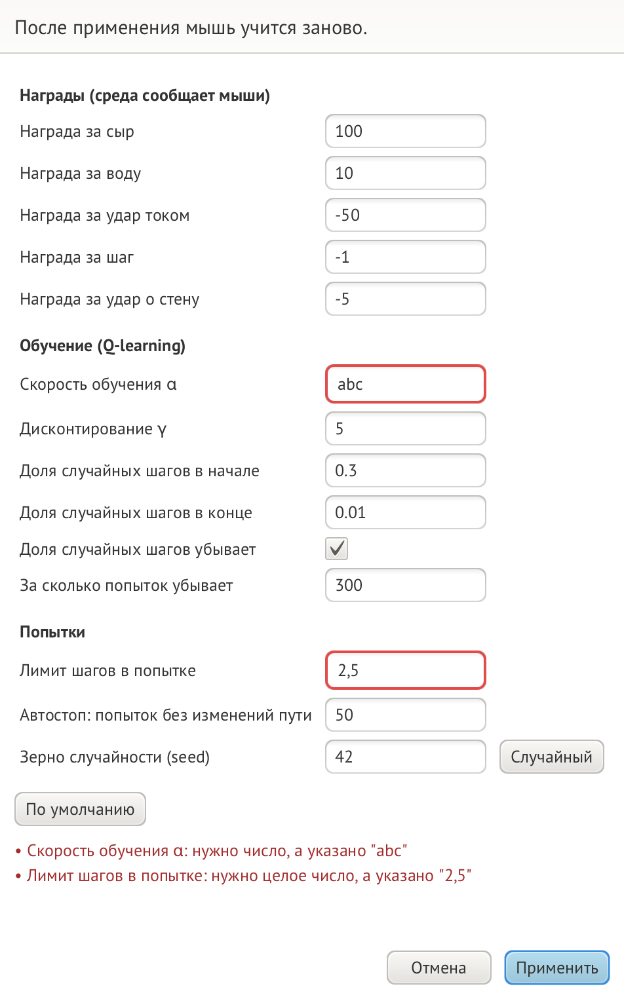 После применения мышь учится заново.
Награды (среда сообщает мыши)
Награда за сыр 100
Награда за воду 10
Награда за удар током -50
Награда за шаг -1
Награда за удар о стену -5
Обучение (Q-learning)
Скорость обучения α abc
Дисконтирование γ 5
Доля случайных шагов в начале 0.3
Доля случайных шагов в конце 0.01
Доля случайных шагов убывает
За сколько попыток убывает 300
Попытки
Лимит шагов в попытке 2,5
Автостоп: попыток без изменений пути 50
Зерно случайности (seed) 42 Случайный
По умолчанию
• Скорость обучения α: нужно число, а указано "abc"
• Лимит шагов в попытке: нужно целое число, а указано "2,5"
Отмена Применить